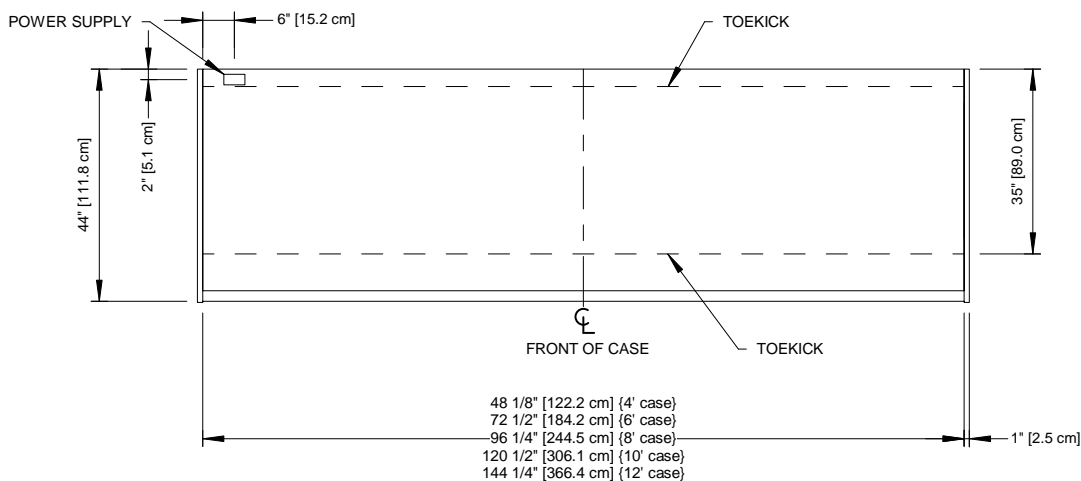 POWER SUPPLY
6" [15.2 cm]
TOEKICK
44" [111.8 cm]
2" [5.1 cm]
35" [89.0 cm]
℄
FRONT OF CASE
TOEKICK
48 1/8" [122.2 cm] {4' case}
72 1/2" [184.2 cm] {6' case}
96 1/4" [244.5 cm] {8' case}
120 1/2" [306.1 cm] {10' case}
144 1/4" [366.4 cm] {12' case}
1" [2.5 cm]